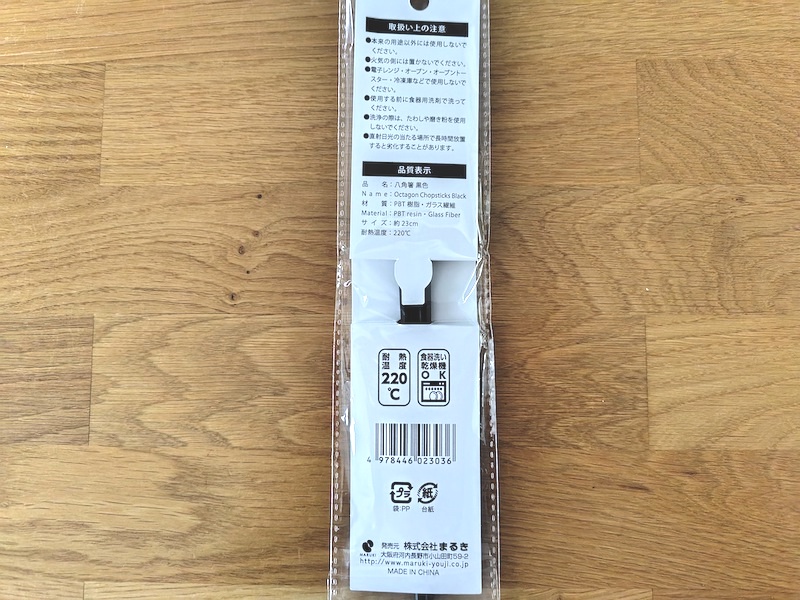 取扱い上の注意
●本来の用途以外には使用しないで
ください。
●火気の側には置かないでください。
●電子レンジ・オーブン・オーブントー
スター・冷凍庫などで使用しないで
ください。
●使用する前に食器用洗剤で洗って
ください。
●洗浄の際は、たわしや磨き粉を使用
しないでください。
●直射日光の当たる場所で長時間放置
すると劣化することがあります。
品質表示
品　　名：八角箸 黒色
Ｎａｍｅ：Octagon Chopsticks Black
材　　質：PBT樹脂・ガラス繊維
Material：PBT resin・Glass Fiber
サ イ ズ：約23cm
耐熱温度：220℃
耐熱
温度
220
℃
食器洗い
乾燥機
OK
4 978446 023036
プラ
紙
袋:PP
台紙
MARUKI
発売元 株式会社まるき
大阪府河内長野市小山田町59-2
http://www.maruki-youji.co.jp
MADE IN CHINA